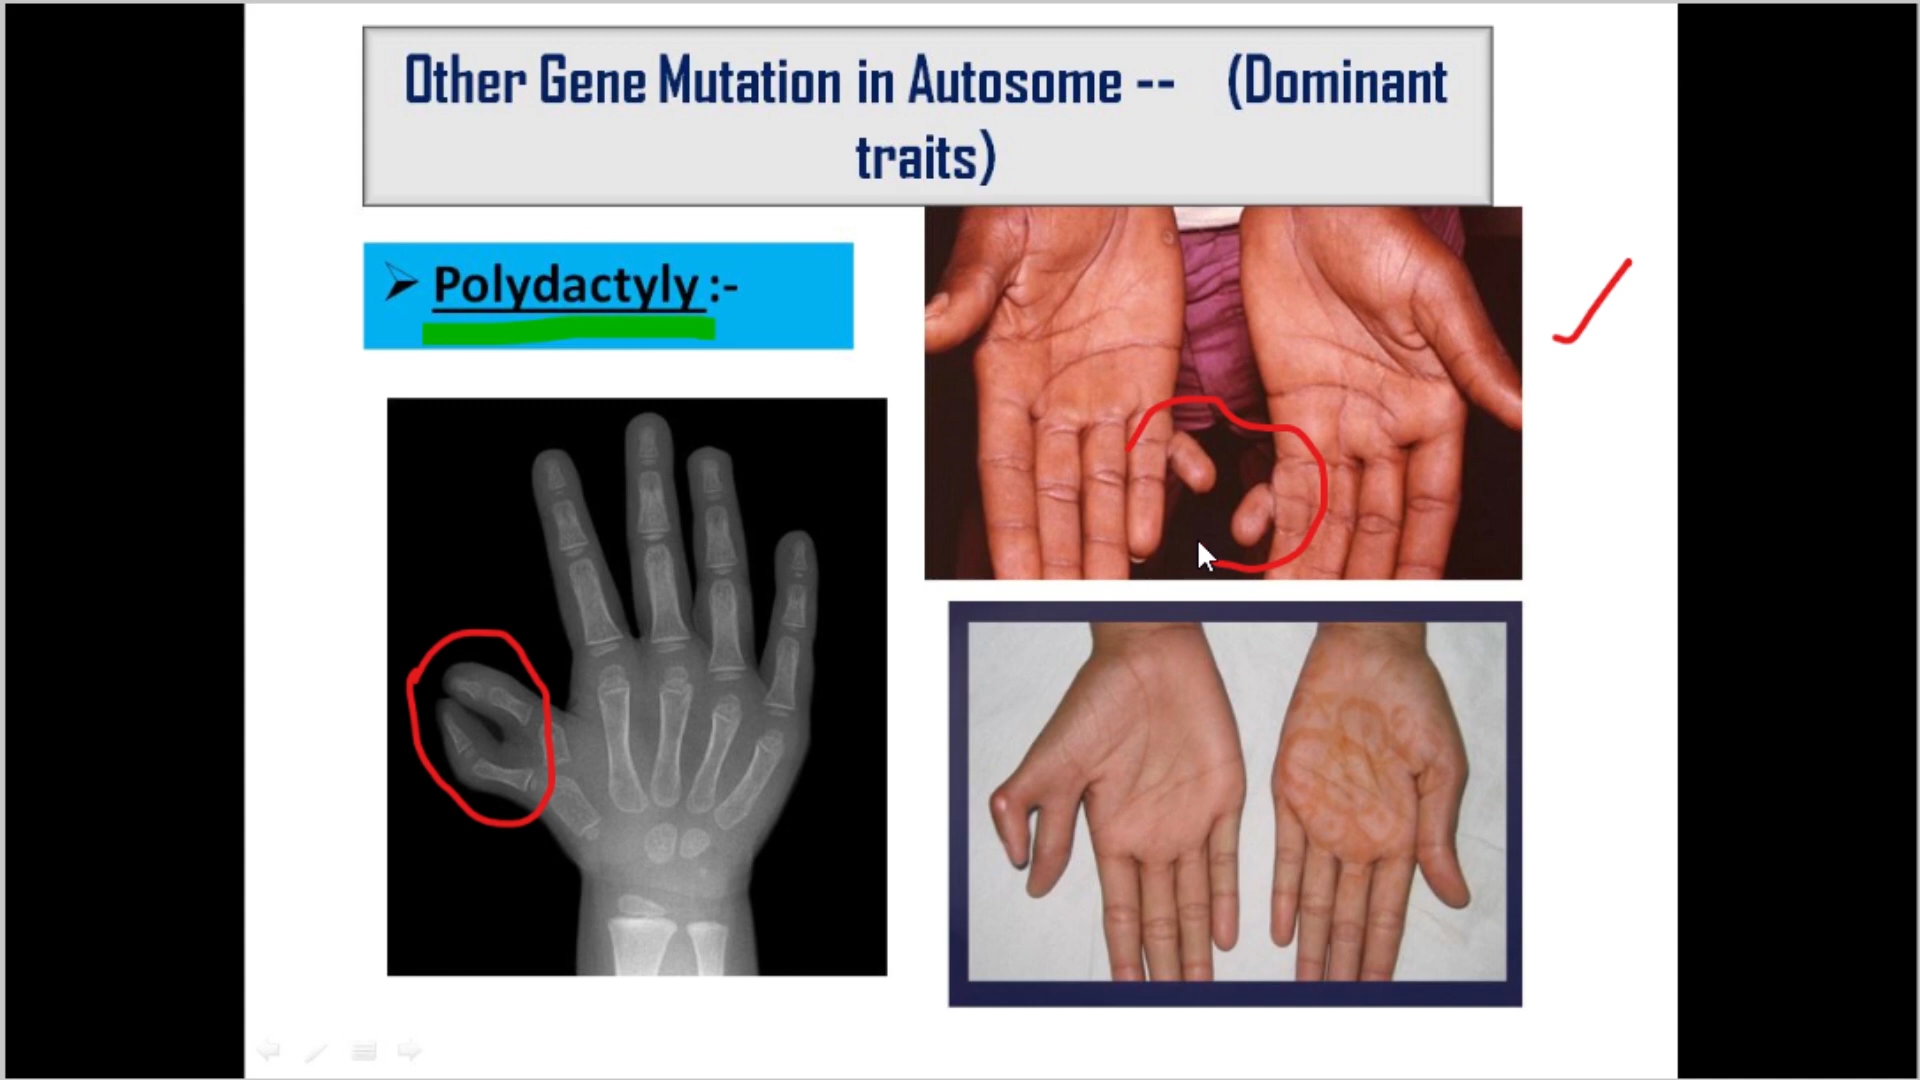 Other Gene Mutation in Autosome -- (Dominant
traits)
Polydactyly :-